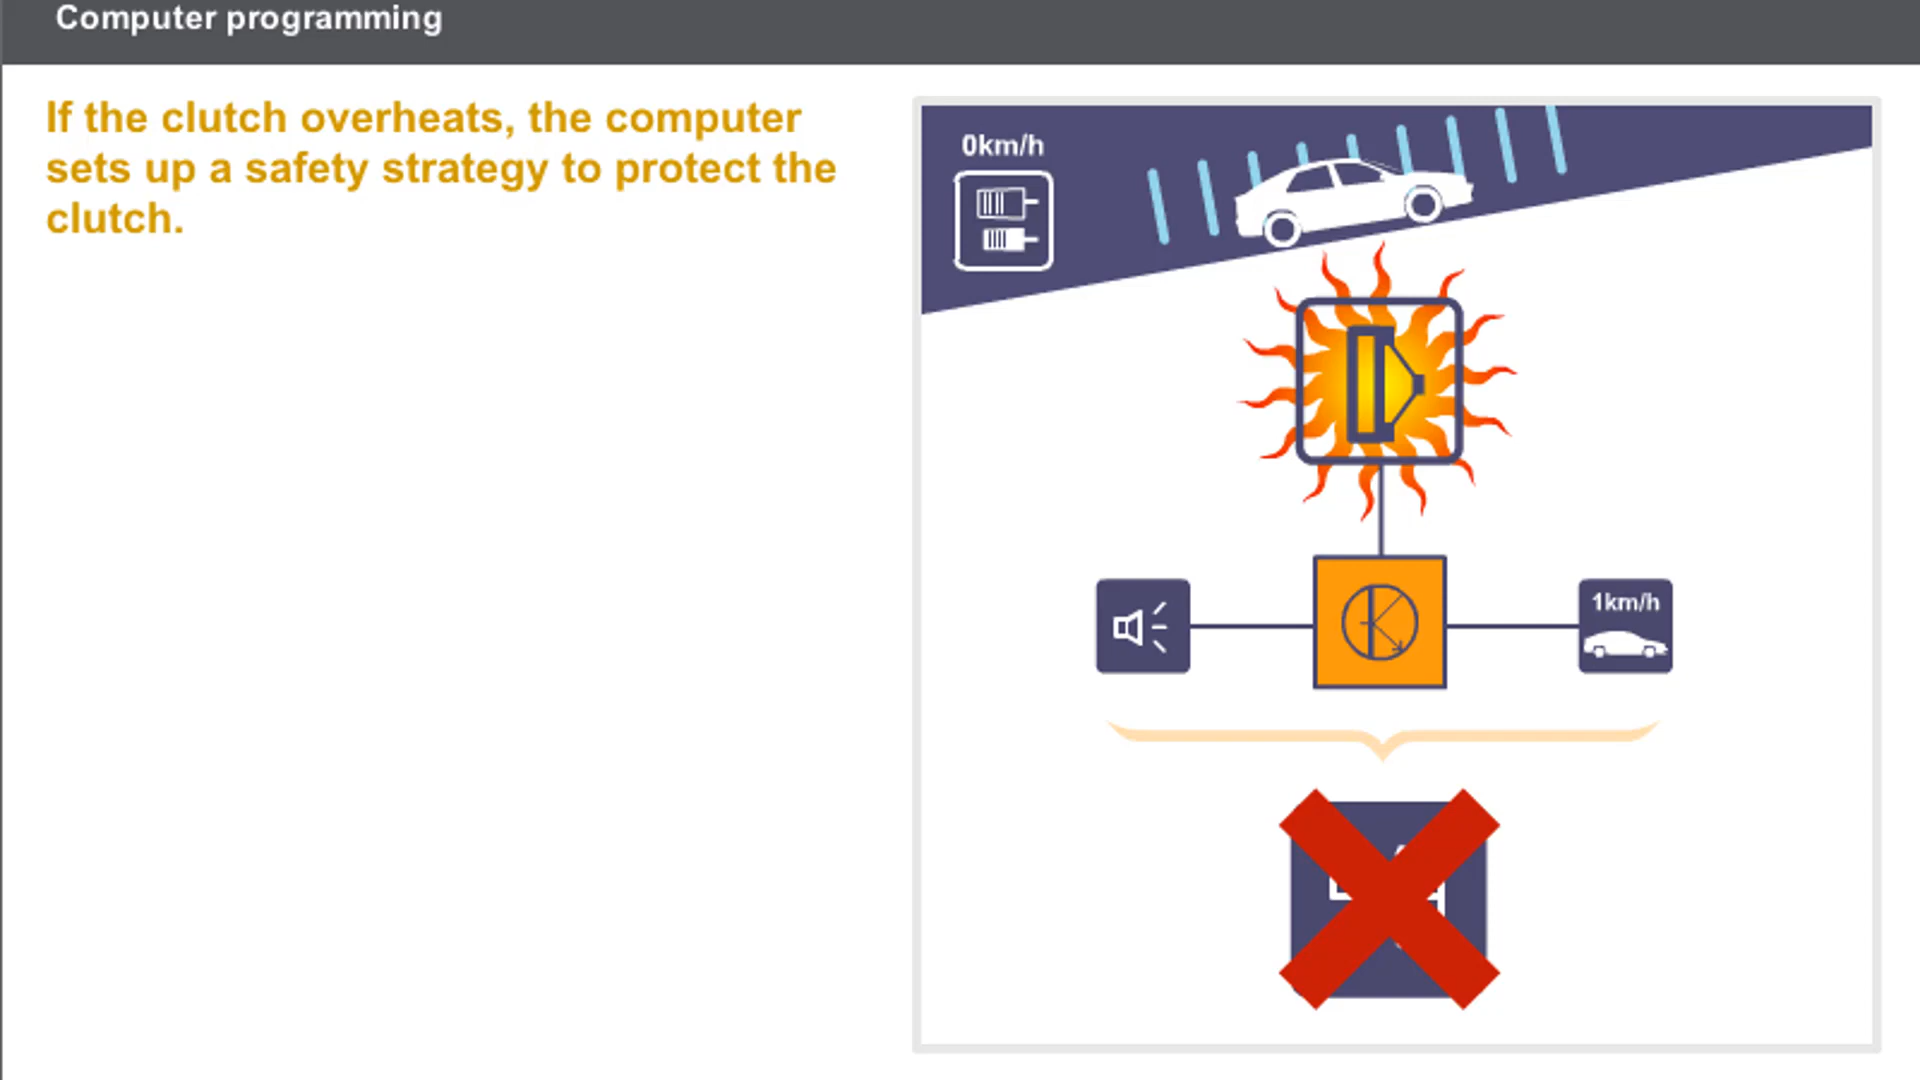 Computer programming
If the clutch overheats, the computer
sets up a safety strategy to protect the
clutch.
0km/h
1km/h